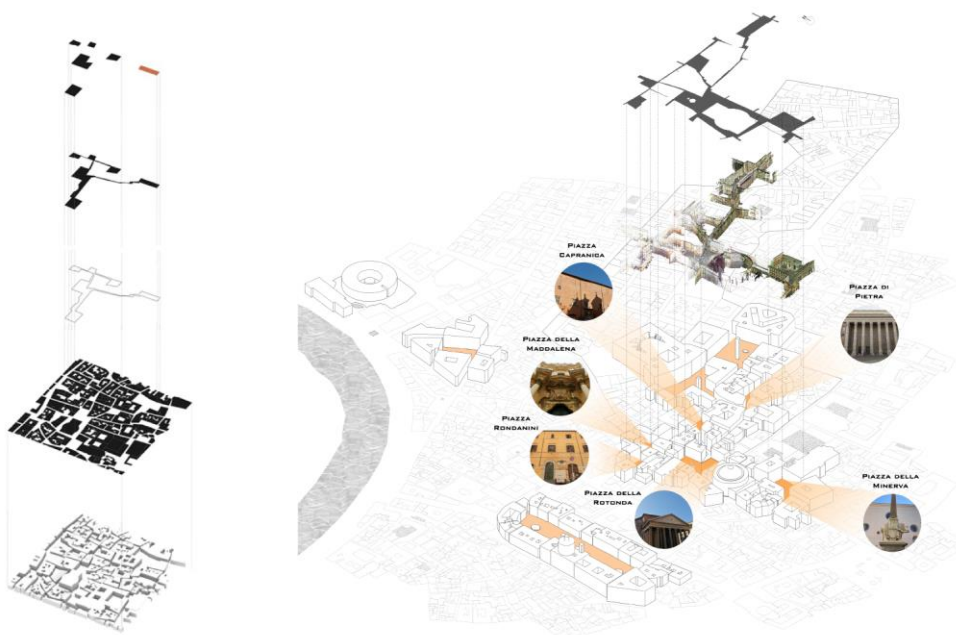 PIAZZA
CAPRANICA
PIAZZA DI
PIETRA
PIAZZA DELLA
MADDALENA
PIAZZA
RONDANINI
PIAZZA DELLA
ROTONDA
PIAZZA DELLA
MINERVA